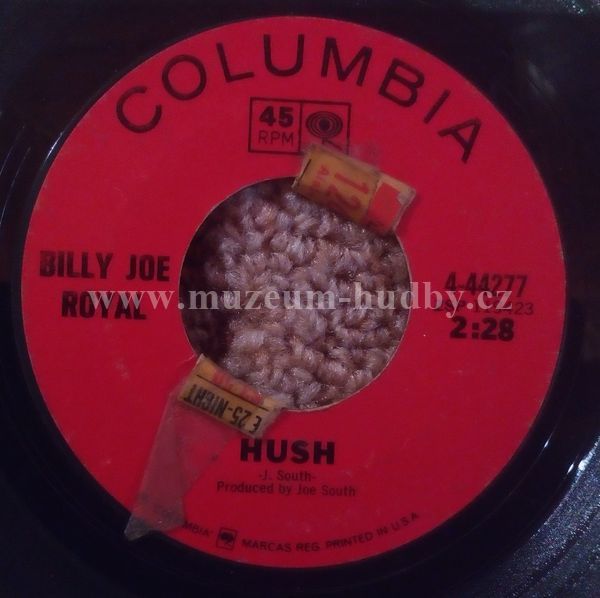 COLUMBIA
45
RPM
12
BILLY JOE
ROYAL
4-44277
2:28
www.muzeum-hudby.cz
E 25-NIGHT
HUSH
-J. South-
Produced by Joe South
MARCAS REG. PRINTED IN U.S.A.